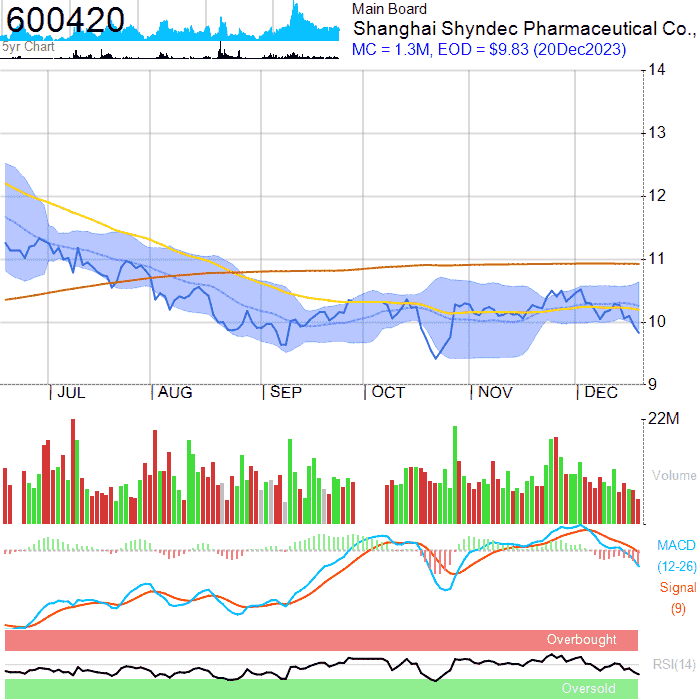 600420
5yr Chart
Main Board
Shanghai Shyndec Pharmaceutical Co.,
MC = 1.3M, EOD = $9.83 (20Dec2023)
14
13
12
11
10
9
JUL
AUG
SEP
OCT
NOV
DEC
22M
Volume
MACD
(12-26)
Signal
(9)
Overbought
RSI(14)
Oversold